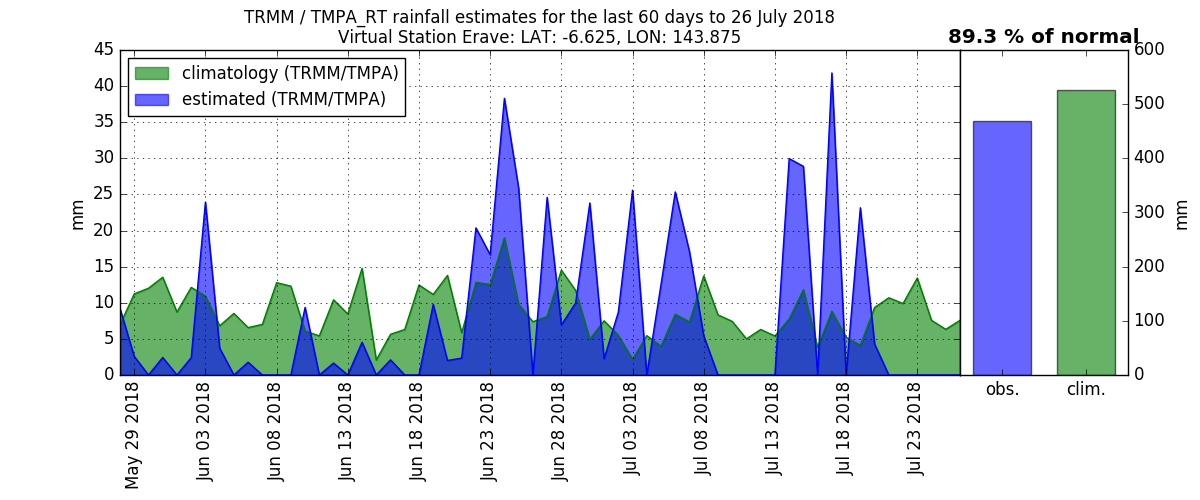 TRMM / TMPA_RT rainfall estimates for the last 60 days to 26 July 2018
Virtual Station Erave: LAT: -6.625, LON: 143.875
89.3 % of normal
climatology (TRMM/TMPA)
estimated (TRMM/TMPA)
45
40
35
30
25
20
15
10
5
0
mm
May 29 2018
Jun 03 2018
Jun 08 2018
Jun 13 2018
Jun 18 2018
Jun 23 2018
Jun 28 2018
Jul 03 2018
Jul 08 2018
Jul 13 2018
Jul 18 2018
Jul 23 2018
600
500
400
300
200
100
0
mm
obs.
clim.